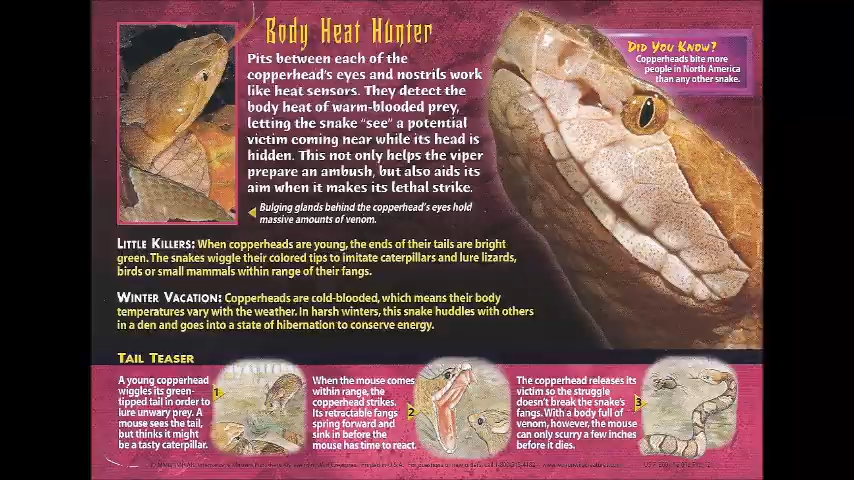 Body Heat Hunter
Pits between each of the
copperhead's eyes and nostrils work
like heat sensors. They detect the
body heat of warm-blooded prey,
letting the snake "see" a potential
victim coming near while its head is
hidden. This not only helps the viper
prepare an ambush, but also aids its
aim when it makes its lethal strike.
Bulging glands behind the copperhead's eyes hold
massive amounts of venom.
DID YOU KNOW?
Copperheads bite more
people in North America
than any other snake.
LITTLE KILLERS: When copperheads are young, the ends of their tails are bright
green. The snakes wiggle their colored tips to imitate caterpillars and lure lizards,
birds or small mammals within range of their fangs.
WINTER VACATION: Copperheads are cold-blooded, which means their body
temperatures vary with the weather. In harsh winters, this snake huddles with others
in a den and goes into a state of hibernation to conserve energy.
TAIL TEASER
A young copperhead
wiggles its green-
tipped tail in order to
lure unwary prey. A
mouse sees the tail,
but thinks it might
be a tasty caterpillar.
1
When the mouse comes
within range, the
copperhead strikes.
Its retractable fangs
spring forward and
sink in before the
mouse has time to react.
2
The copperhead releases its
victim so the struggle
doesn't break the snake's
fangs. With a body full of
venom, however, the mouse
can only scurry a few inches
before it dies.
3